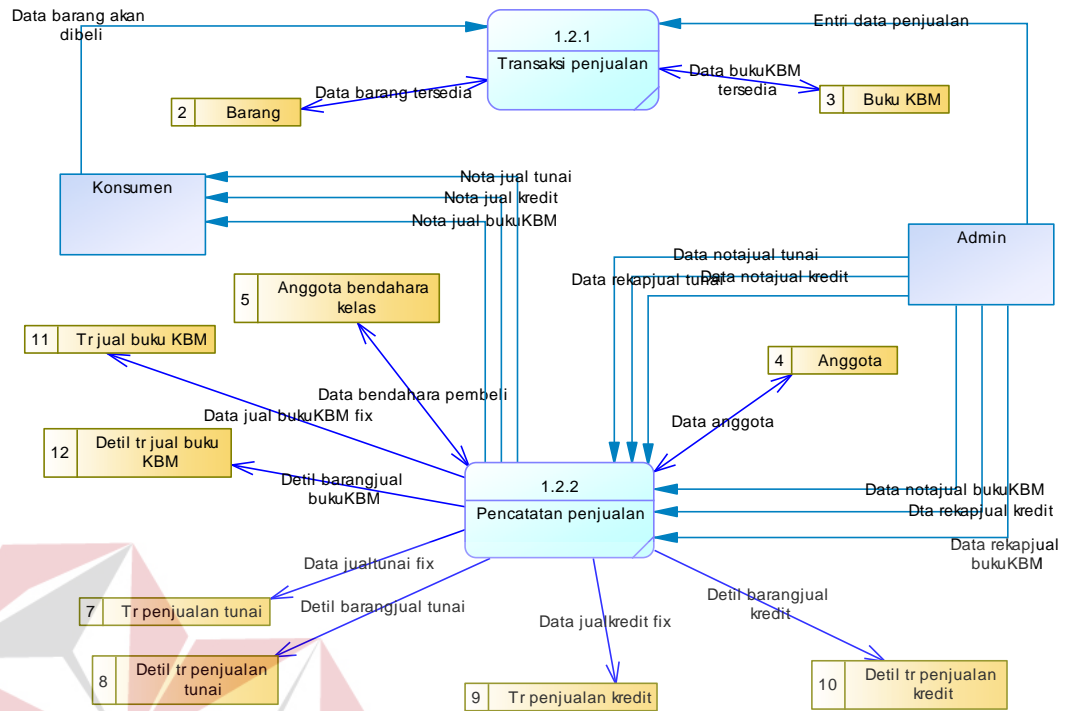 Data barang akan
dibeli
Entri data penjualan
1.2.1
Transaksi penjualan
Data barang tersedia
Data bukuKBM
tersedia
2 Barang
3 Buku KBM
Konsumen
Nota jual tunai
Nota jual kredit
Nota jual bukuKBM
Admin
Data notajual tunai
Data rekapjual tunai
Data notajual kredit
5 Anggota bendahara
kelas
11 Tr jual buku KBM
4 Anggota
Data bendahara pembeli
Data jual bukuKBM fix
Data anggota
12 Detil tr jual buku
KBM
Detil barangjual
bukuKBM
1.2.2
Pencatatan penjualan
Data notajual bukuKBM
Dta rekapjual kredit
Data rekapjual
bukuKBM
Data jualtunai fix
Detil barangjual tunai
Data jualkredit fix
Detil barangjual
kredit
7 Tr penjualan tunai
8 Detil tr penjualan
tunai
9 Tr penjualan kredit
10 Detil tr penjualan
kredit